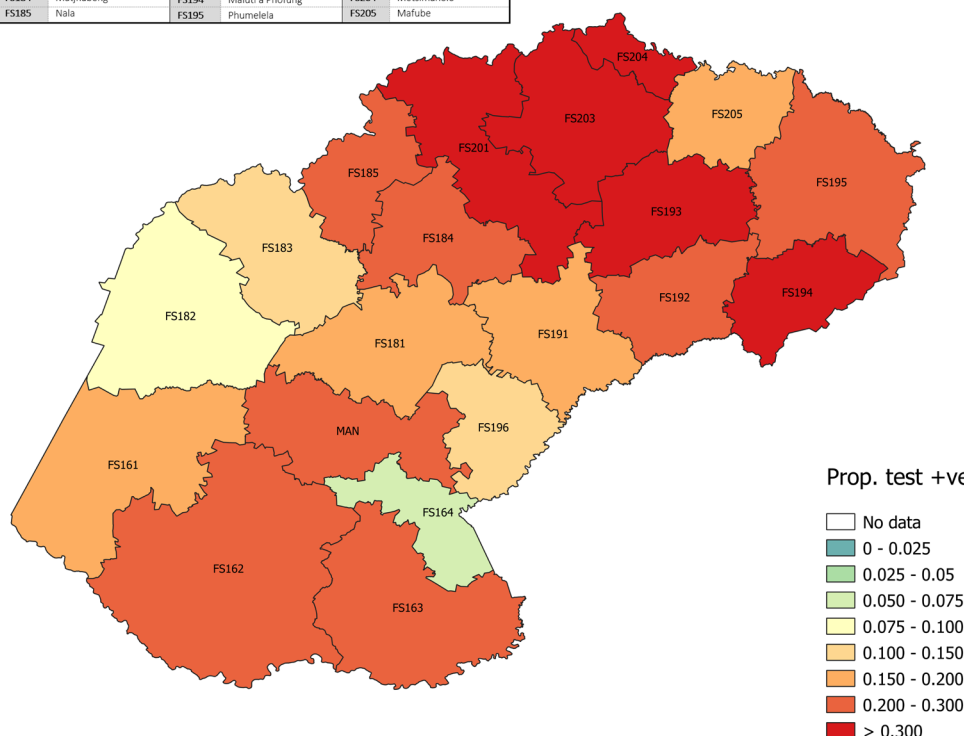 FS185 Nala FS195 Phumelela FS205 Mafube
FS204
FS203
FS205
FS201
FS185
FS195
FS193
FS184
FS183
FS194
FS192
FS182
FS191
FS181
FS196
MAN
FS161
FS164
FS162
FS163
Prop. test +ve
No data
0 - 0.025
0.025 - 0.05
0.050 - 0.075
0.075 - 0.100
0.100 - 0.150
0.150 - 0.200
0.200 - 0.300
> 0.300